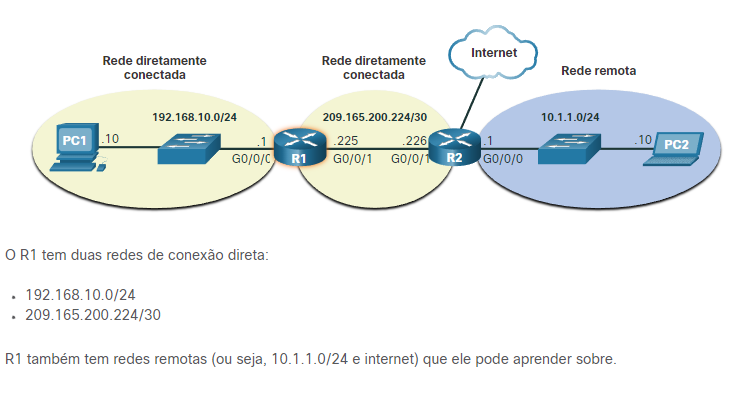 Internet
Rede diretamente
conectada
Rede diretamente
conectada
Rede remota
192.168.10.0/24
209.165.200.224/30
10.1.1.0/24
PC1
.10
.1
G0/0/0
R1
.225
G0/0/1
.226
G0/0/1
R2
.1
G0/0/0
.10
PC2
O R1 tem duas redes de conexão direta:
• 192.168.10.0/24
• 209.165.200.224/30
R1 também tem redes remotas (ou seja, 10.1.1.0/24 e internet) que ele pode aprender sobre.